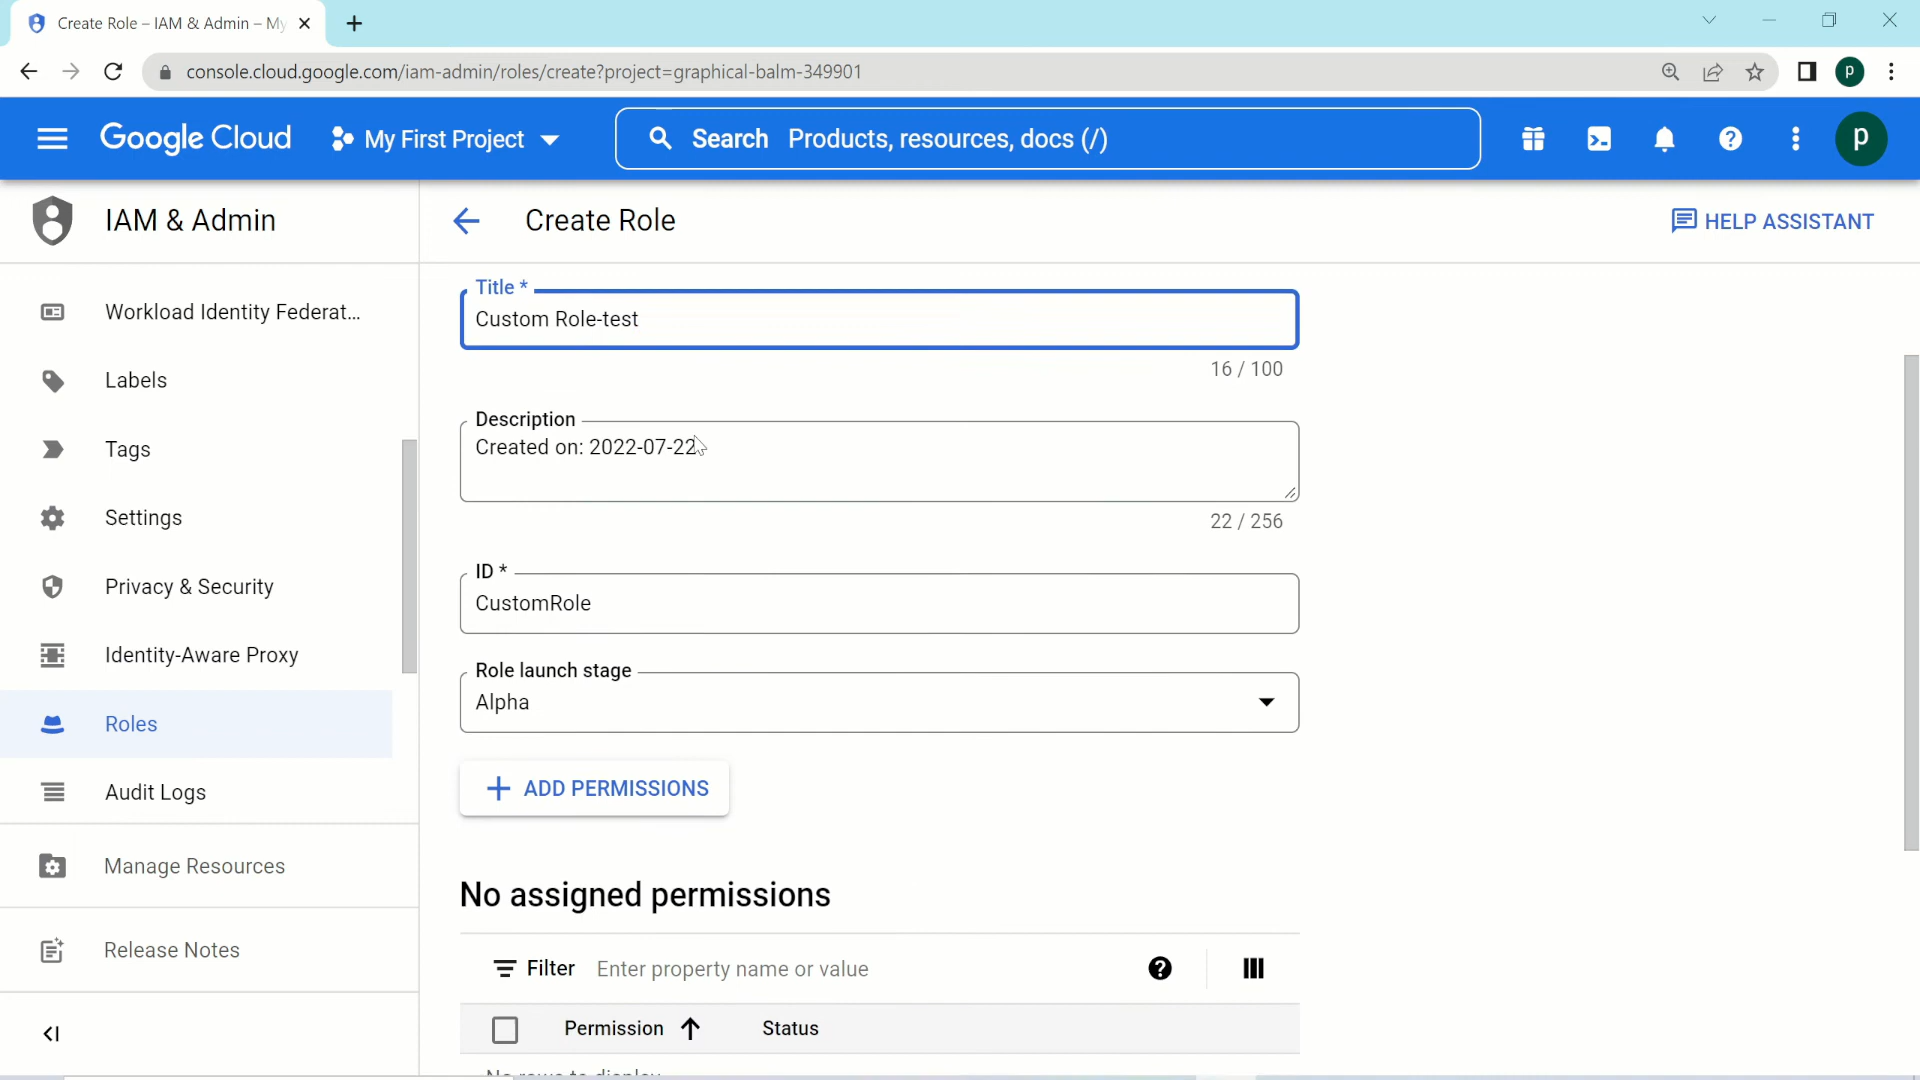 Create Role – IAM & Admin – My
console.cloud.google.com/iam-admin/roles/create?project=graphical-balm-349901
p
Google Cloud
My First Project
Search Products, resources, docs (/)
p
IAM & Admin
Create Role
HELP ASSISTANT
Workload Identity Federat...
Labels
Tags
Settings
Privacy & Security
Identity-Aware Proxy
Roles
Audit Logs
Manage Resources
Release Notes
Title *
Custom Role-test
16 / 100
Description
Created on: 2022-07-22
22 / 256
ID *
CustomRole
Role launch stage
Alpha
ADD PERMISSIONS
No assigned permissions
Filter Enter property name or value
Permission Status
No rows to display